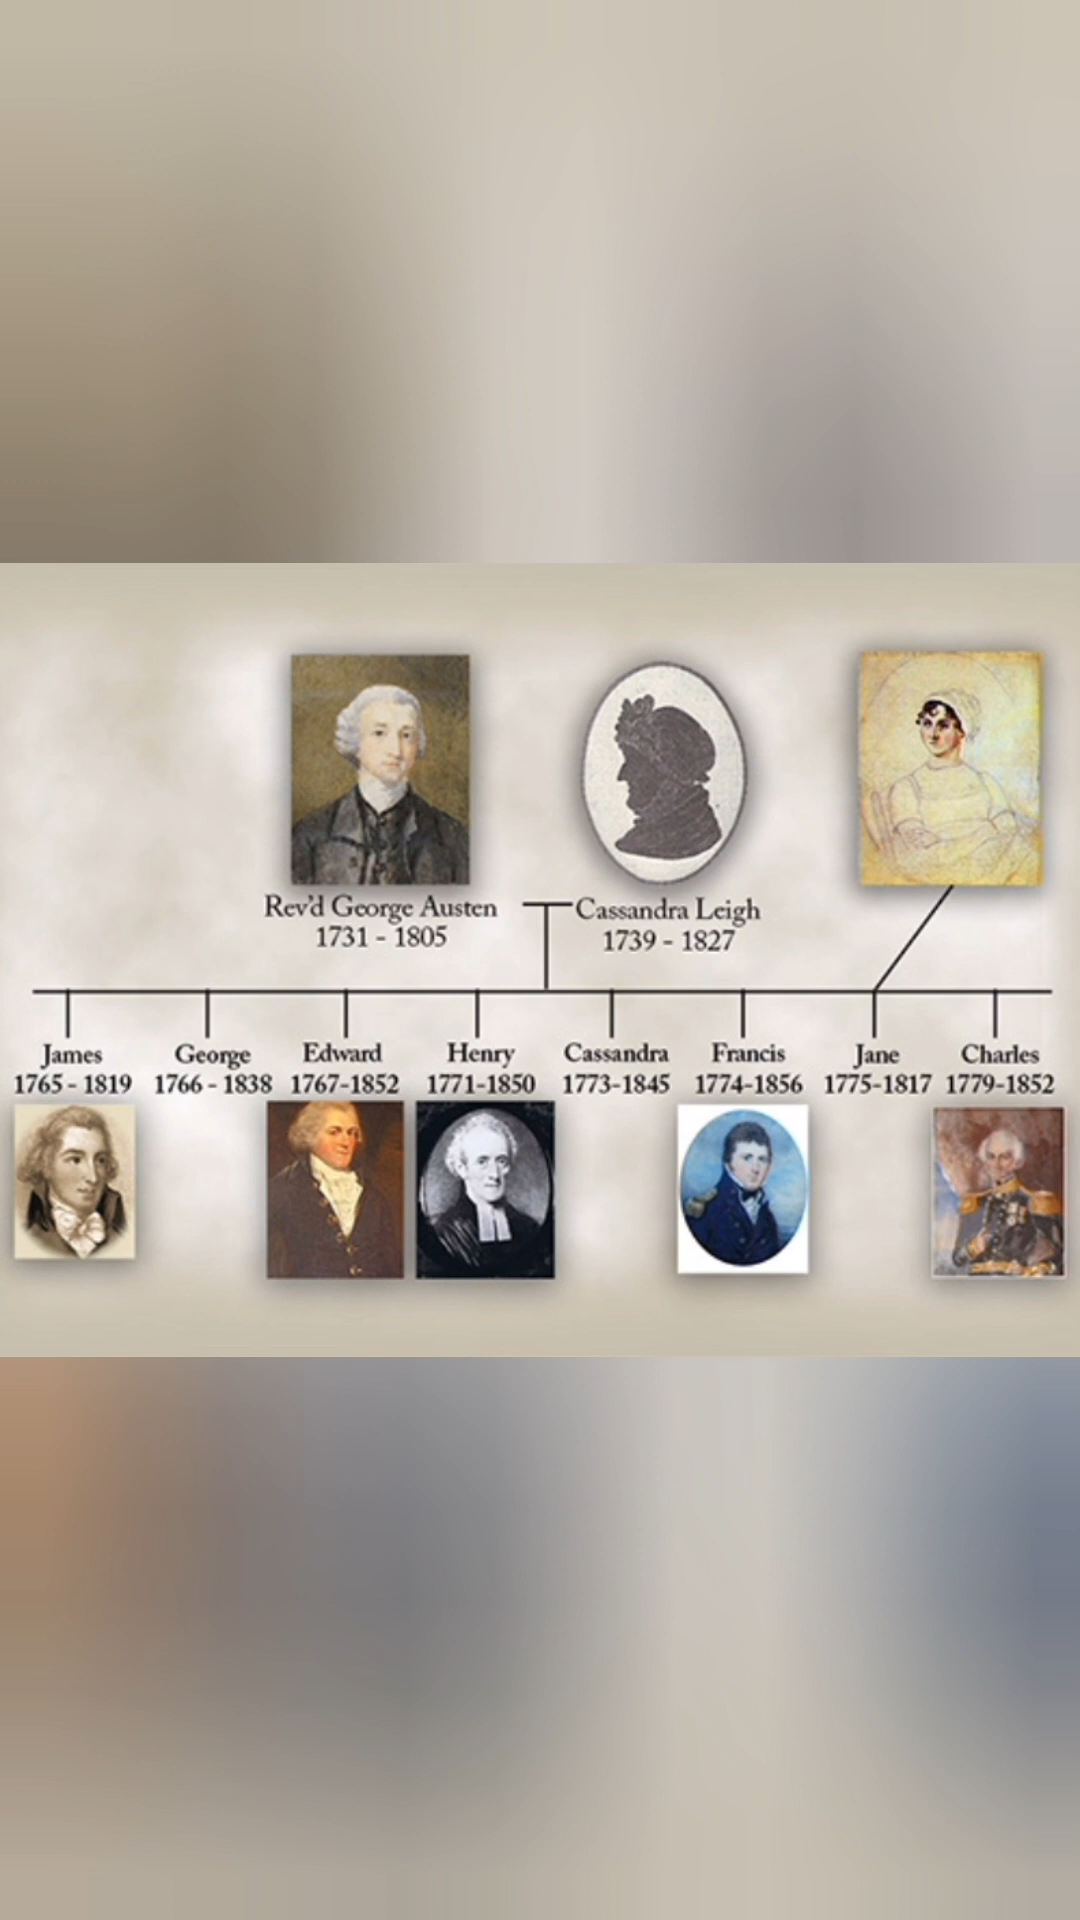 Rev'd George Austen
1731 - 1805
Cassandra Leigh
1739 - 1827
James
1765 - 1819
George
1766 - 1838
Edward
1767-1852
Henry
1771-1850
Cassandra
1773-1845
Francis
1774-1856
Jane
1775-1817
Charles
1779-1852